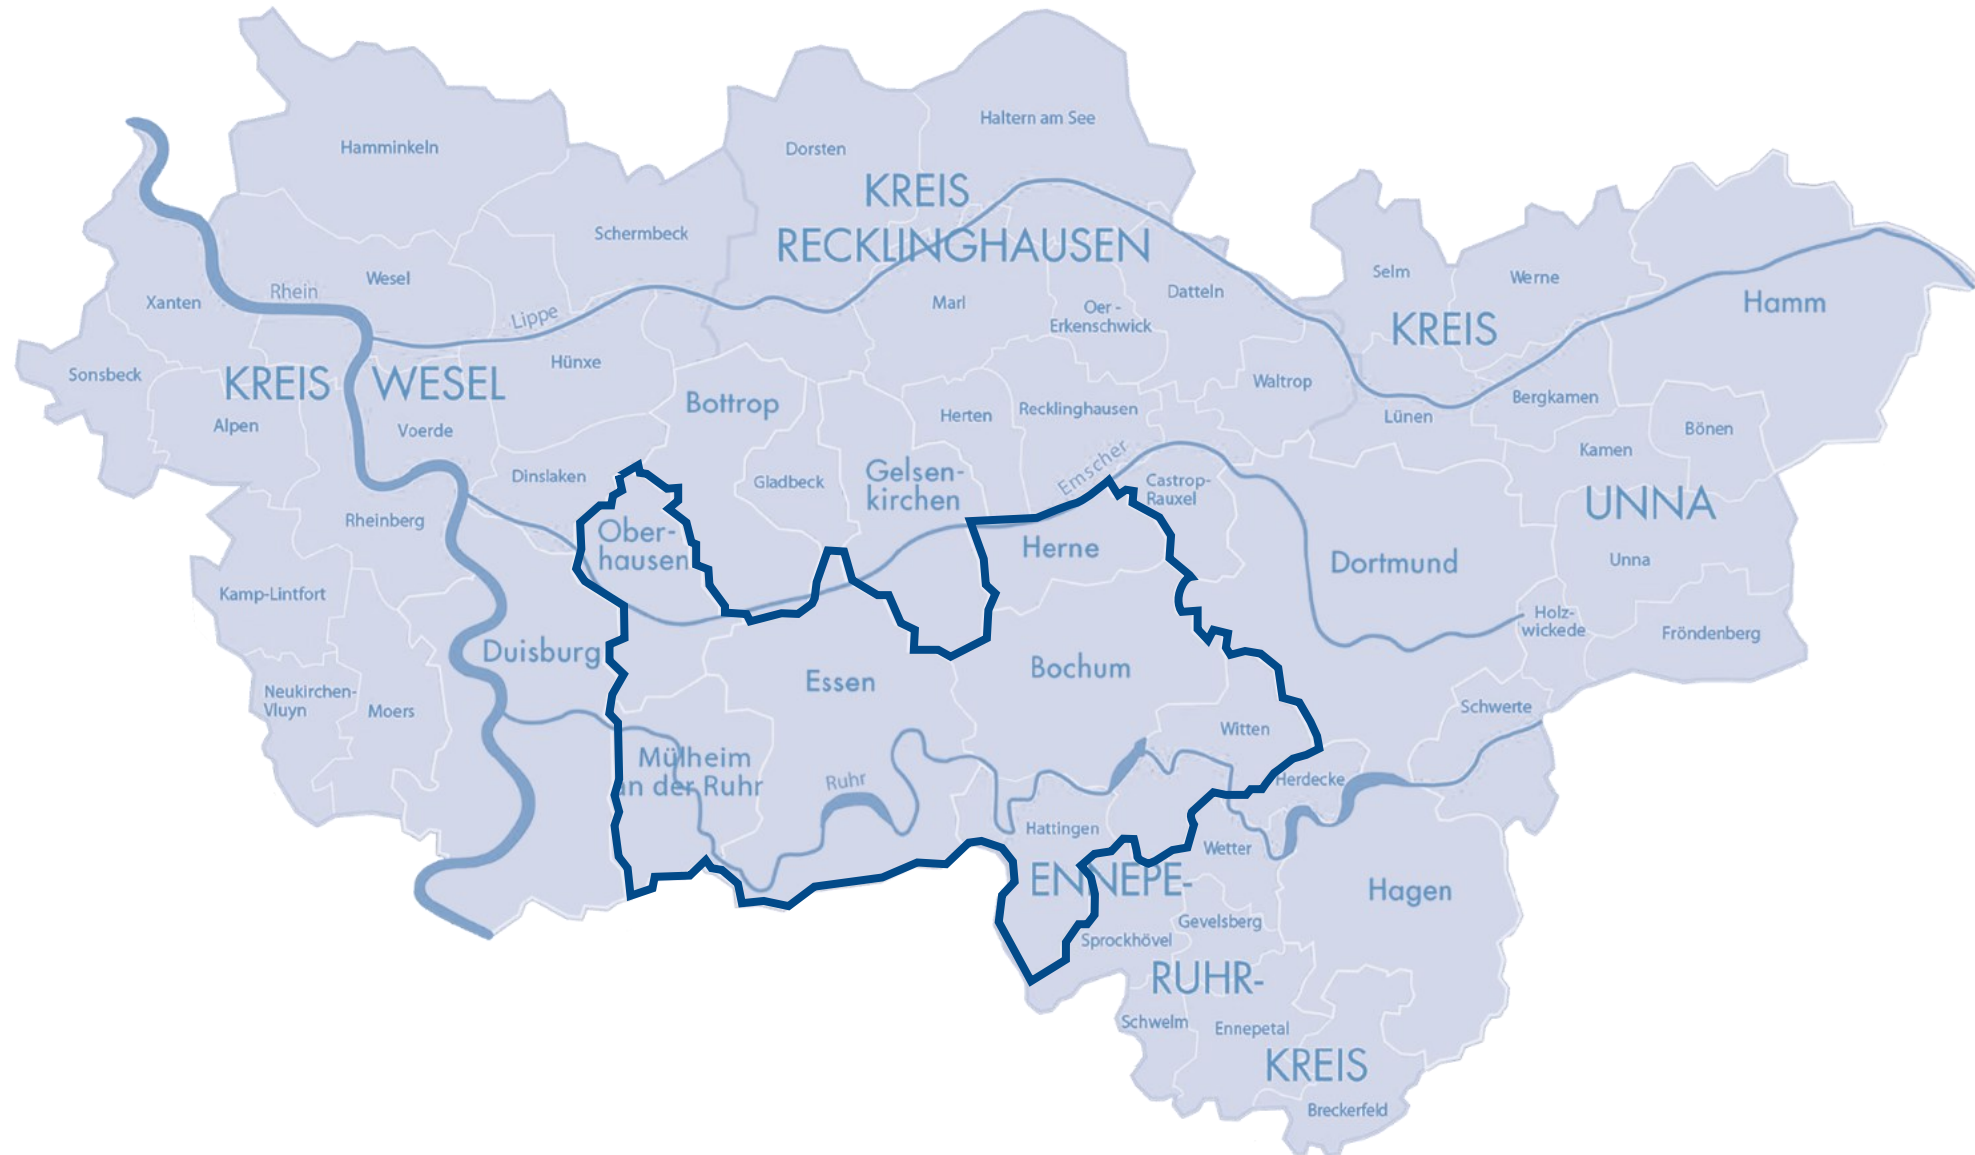 Haltern am See
Hamminkeln
Dorsten
KREIS
RECKLINGHAUSEN
Schermbeck
Wesel
Rhein
Xanten
Lippe
Marl
Oer -
Erkenschwick
Datteln
Selm
Werne
KREIS
Hamm
Sonsbeck
KREIS
WESEL
Hünxe
Bottrop
Waltrop
Alpen
Voerde
Herten
Recklinghausen
Lünen
Bergkamen
Bönen
Kamen
Dinslaken
Gladbeck
Gelsen-
kirchen
Emscher
Castrop-
Rauxel
UNNA
Rheinberg
Ober-
hausen
Herne
Dortmund
Unna
Kamp-Lintfort
Holz-
wickede
Fröndenberg
Duisburg
Essen
Bochum
Neukirchen-
Vluyn
Moers
Schwerte
Witten
Mülheim
an der Ruhr
Ruhr
Herdecke
Hattingen
Wetter
ENNEPE-
Hagen
Gevelsberg
Sprockhövel
RUHR-
Schwelm
Ennepetal
KREIS
Breckerfeld